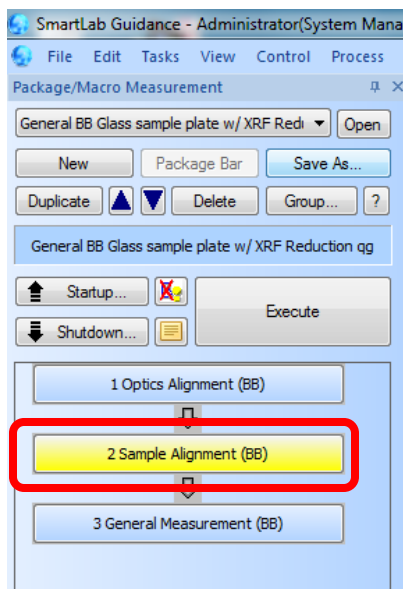 SmartLab Guidance - Administrator(System Mana
File Edit Tasks View Control Process
Package/Macro Measurement
General BB Glass sample plate w/ XRF Redu Open
New Package Bar Save As...
Duplicate Delete Group... ?
General BB Glass sample plate w/ XRF Reduction qg
Startup...
Execute
Shutdown...
1 Optics Alignment (BB)
2 Sample Alignment (BB)
3 General Measurement (BB)